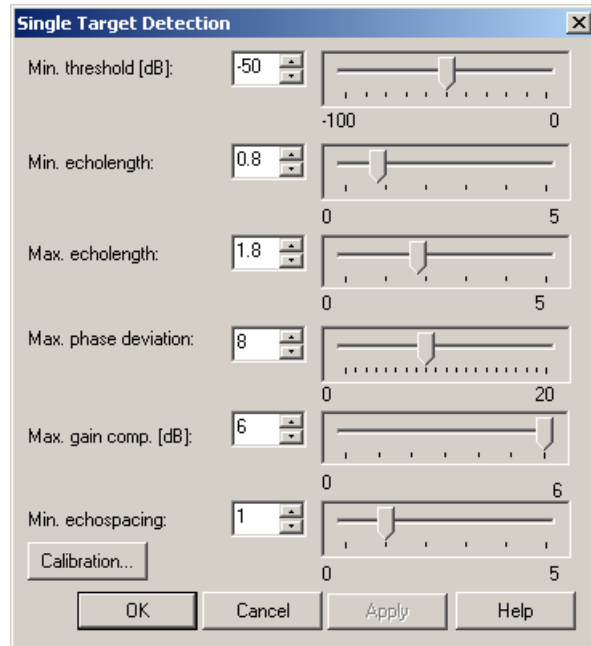 Single Target Detection
Min. threshold [dB]: -50
-100 0
Min. echolength: 0.8
0 5
Max. echolength: 1.8
0 5
Max. phase deviation: 8
0 20
Max. gain comp. [dB]: 6
0 6
Min. echospacing: 1
Calibration...
0 5
OK Cancel Apply Help